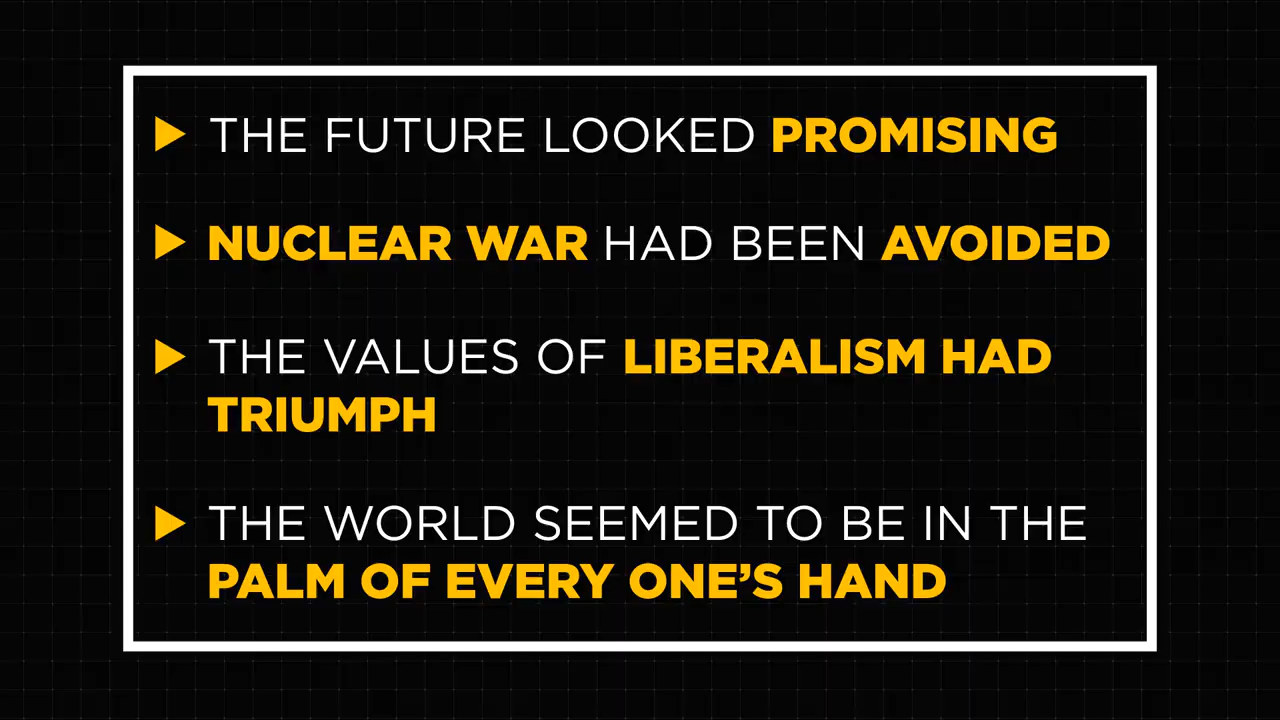 THE FUTURE LOOKED PROMISING
NUCLEAR WAR HAD BEEN AVOIDED
THE VALUES OF LIBERALISM HAD
TRIUMPH
THE WORLD SEEMED TO BE IN THE
PALM OF EVERY ONE’S HAND